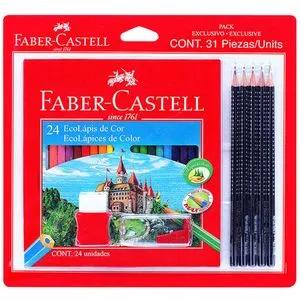 FABER-CASTELL
since 1761
PACK
EXCLUSIVO - EXCLUSIVE
CONT. 31 Piezas/Units
FABER-CASTELL
since 1761
24 EcoLápis de Cor
EcoLápices de Color
CONT. 24 unidades